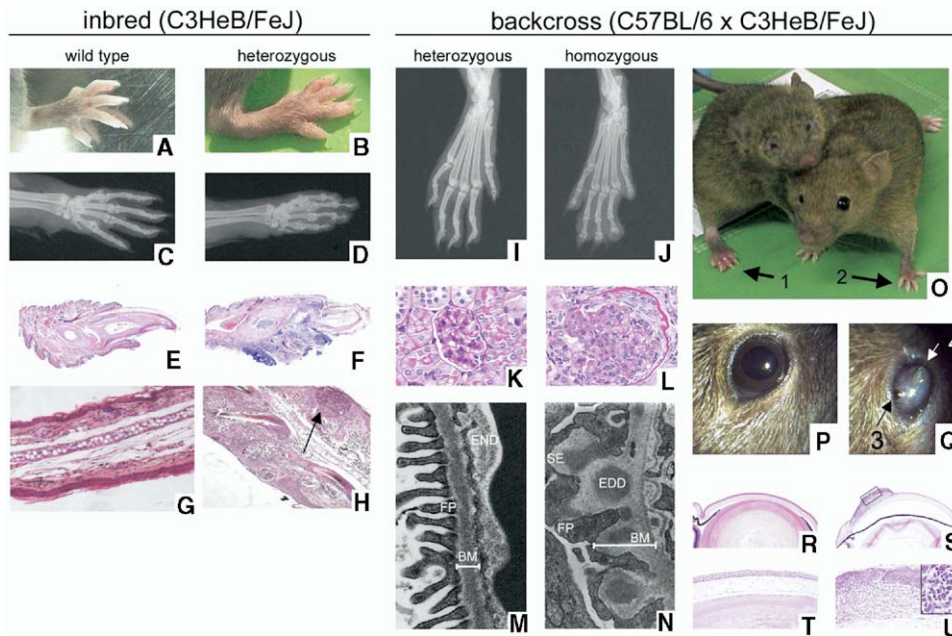 inbred (C3HeB/FeJ)
backcross (C57BL/6 x C3HeB/FeJ)
wild type
heterozygous
heterozygous
homozygous
A
B
C
D
I
J
1
2
O
E
F
K
L
P
3
Q
G
H
END
FP
BM
M
SE
EDD
FP
BM
N
R
S
T